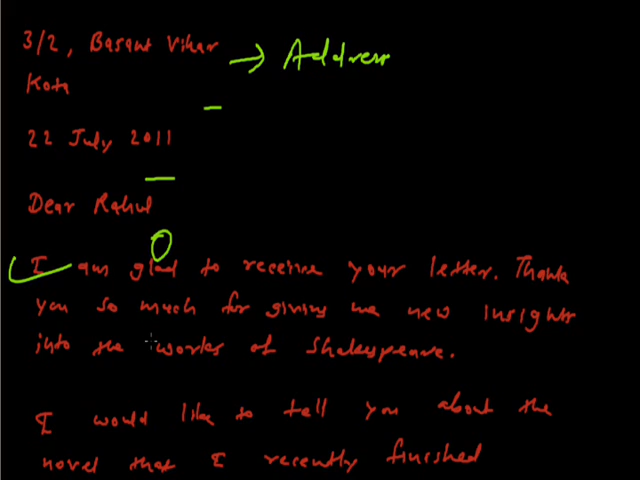 3/2, Basant Vihar → Address
Kota
22 July 2011
Dear Rahul
I am glad to receive your letter. Thank
you so much for giving me new insights
into the works of Shakespeare.
I would like to tell you about the
novel that I recently finished